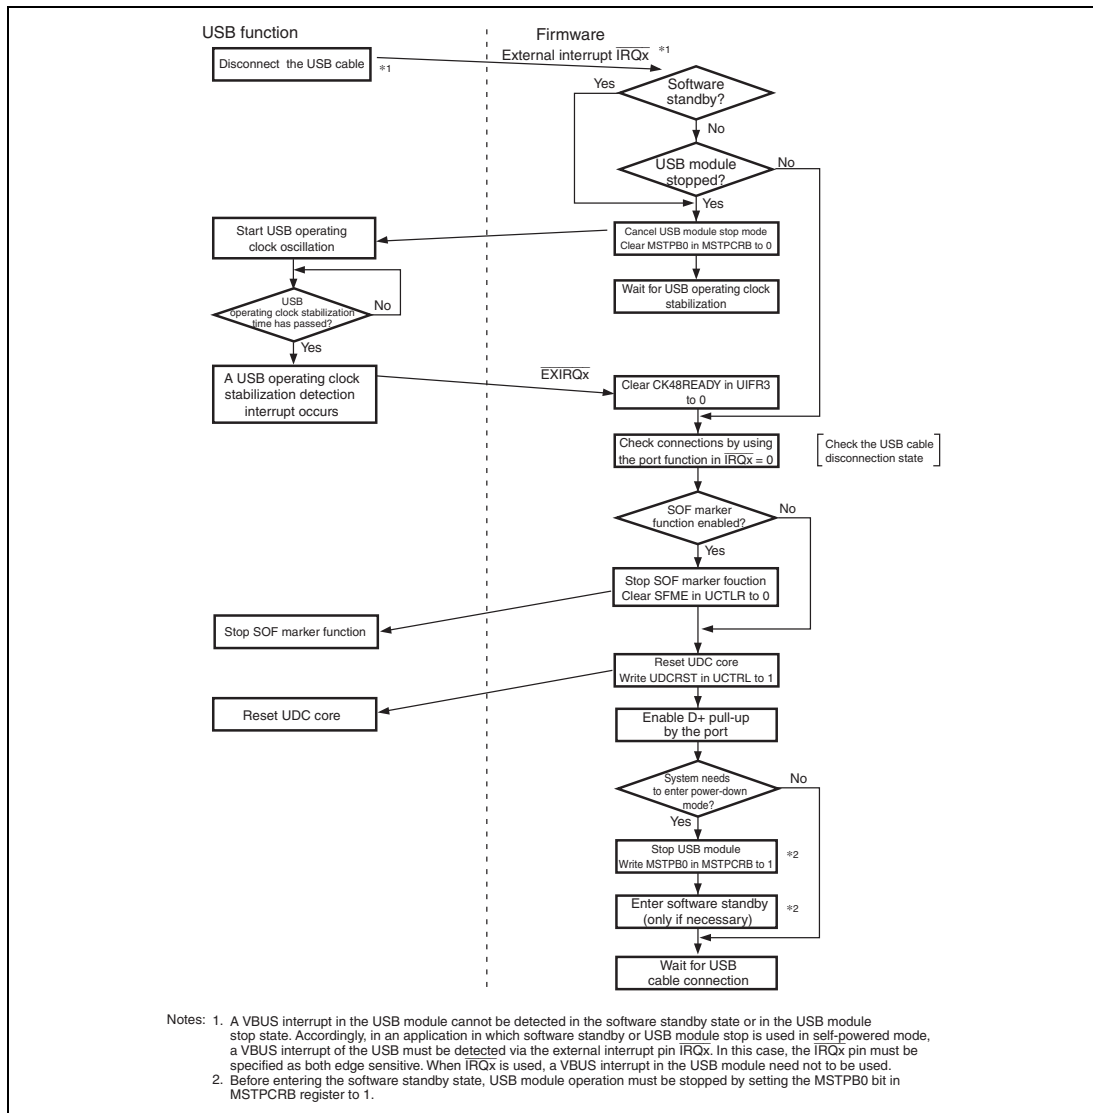 USB function
Firmware
Disconnect the USB cable
*1
External interrupt IRQx *1
Software
standby?
Yes
No
USB module
stopped?
No
Yes
Cancel USB module stop mode
Clear MSTPB0 in MSTPCRB to 0
Start USB operating
clock oscillation
Wait for USB operating clock
stabilization
USB
operating clock stabilization
time has passed?
No
Yes
A USB operating clock
stabilization detection
interrupt occurs
EXIRQx
Clear CK48READY in UIFR3
to 0
Check connections by using
the port function in IRQx = 0
Check the USB cable
disconnection state
SOF marker
function enabled?
No
Yes
Stop SOF marker fouction
Clear SFME in UCTLR to 0
Stop SOF marker function
Reset UDC core
Write UDCRST in UCTRL to 1
Reset UDC core
Enable D+ pull-up
by the port
System needs
to enter power-down
mode?
No
Yes
Stop USB module
Write MSTPB0 in MSTPCRB to 1
*2
Enter software standby
(only if necessary)
*2
Wait for USB
cable connection
Notes: 1. A VBUS interrupt in the USB module cannot be detected in the software standby state or in the USB module
stop state. Accordingly, in an application in which software standby or USB module stop is used in self-powered mode,
a VBUS interrupt of the USB must be detected via the external interrupt pin IRQx. In this case, the IRQx pin must be
specified as both edge sensitive. When IRQx is used, a VBUS interrupt in the USB module need not to be used.
2. Before entering the software standby state, USB module operation must be stopped by setting the MSTPB0 bit in
MSTPCRB register to 1.